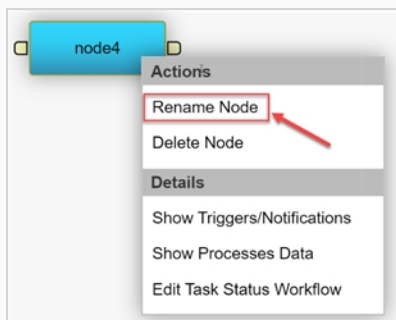 node4
Actions
Rename Node
Delete Node
Details
Show Triggers/Notifications
Show Processes Data
Edit Task Status Workflow